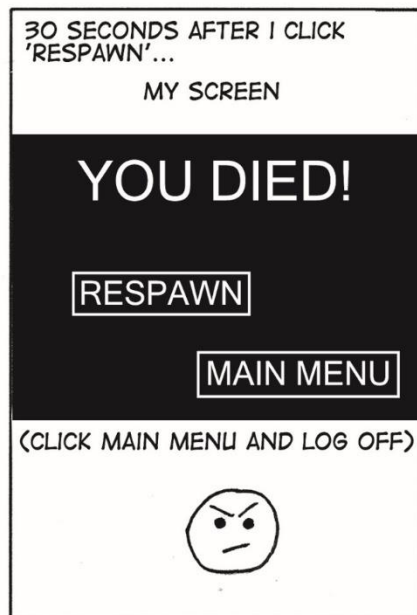 30 SECONDS AFTER I CLICK
'RESPAWN'...
MY SCREEN
YOU DIED!
RESPAWN
MAIN MENU
(CLICK MAIN MENU AND LOG OFF)